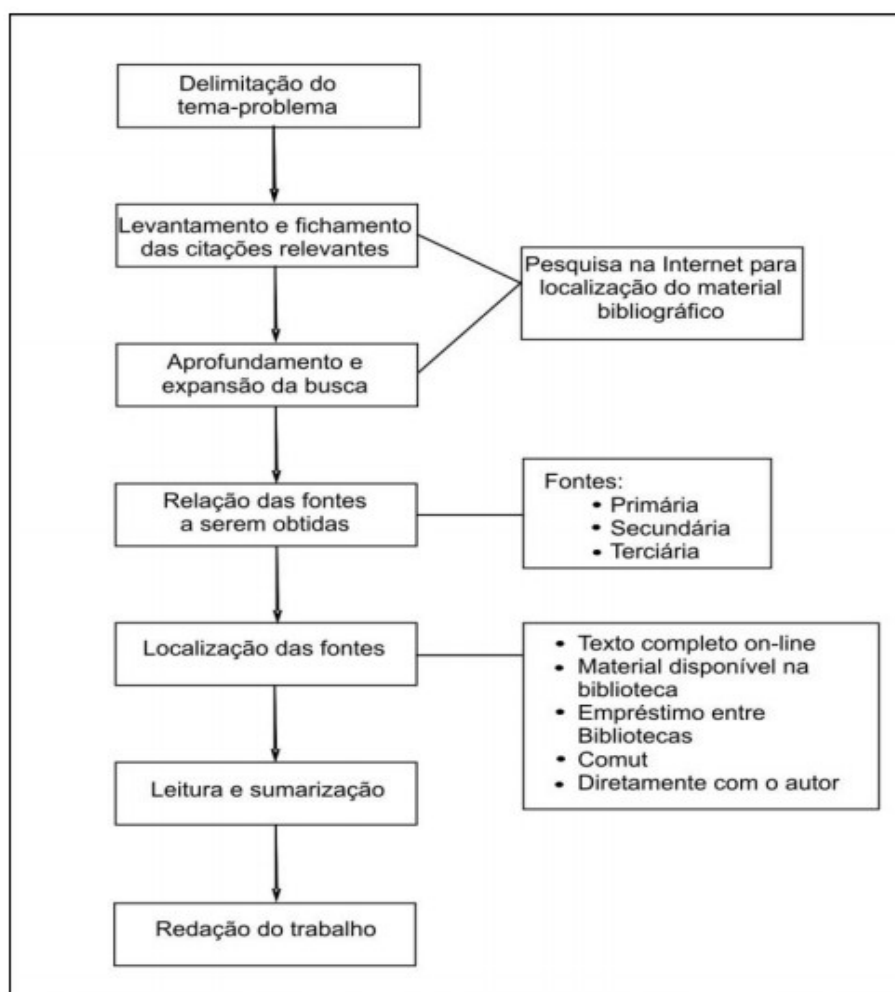 Delimitação do
tema-problema
Levantamento e fichamento
das citações relevantes
Pesquisa na Internet para
localização do material
bibliográfico
Aprofundamento e
expansão da busca
Relação das fontes
a serem obtidas
Fontes:
• Primária
• Secundária
• Terciária
Localização das fontes
• Texto completo on-line
• Material disponível na
biblioteca
• Empréstimo entre
Bibliotecas
• Comut
• Diretamente com o autor
Leitura e sumarização
Redação do trabalho